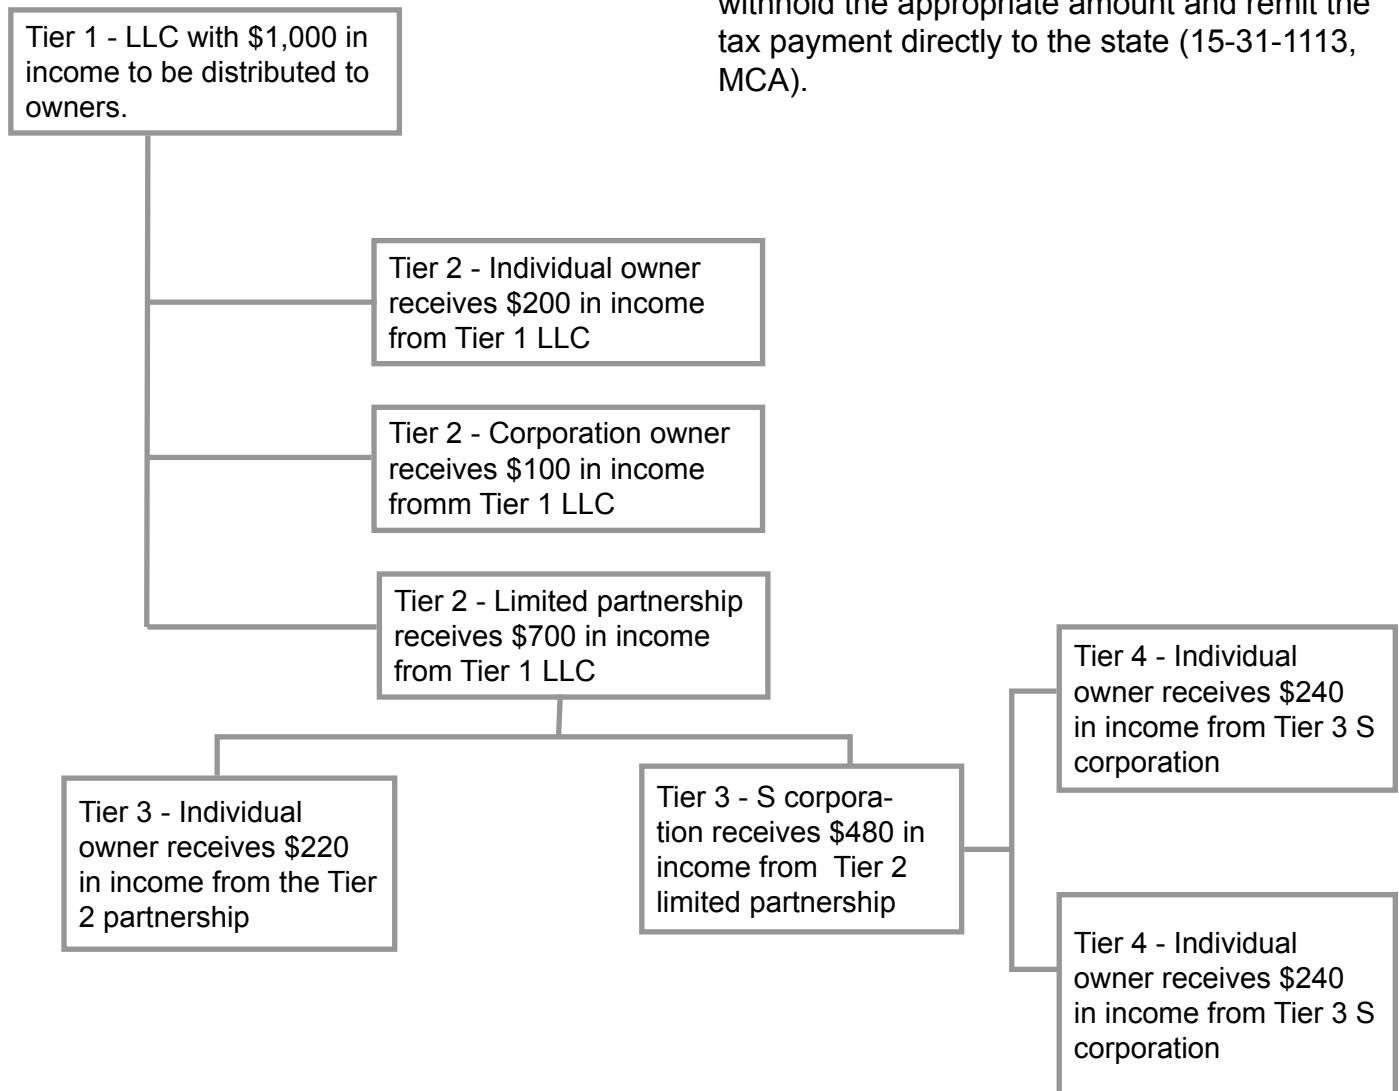 withhold the appropriate amount and remit the
tax payment directly to the state (15-31-1113,
MCA).
Tier 1 - LLC with $1,000 in
income to be distributed to
owners.
Tier 2 - Individual owner
receives $200 in income
from Tier 1 LLC
Tier 2 - Corporation owner
receives $100 in income
fromm Tier 1 LLC
Tier 2 - Limited partnership
receives $700 in income
from Tier 1 LLC
Tier 3 - Individual
owner receives $220
in income from the Tier
2 partnership
Tier 3 - S corpora-
tion receives $480 in
income from  Tier 2
limited partnership
Tier 4 - Individual
owner receives $240
in income from Tier 3 S
corporation
Tier 4 - Individual
owner receives $240
in income from Tier 3 S
corporation